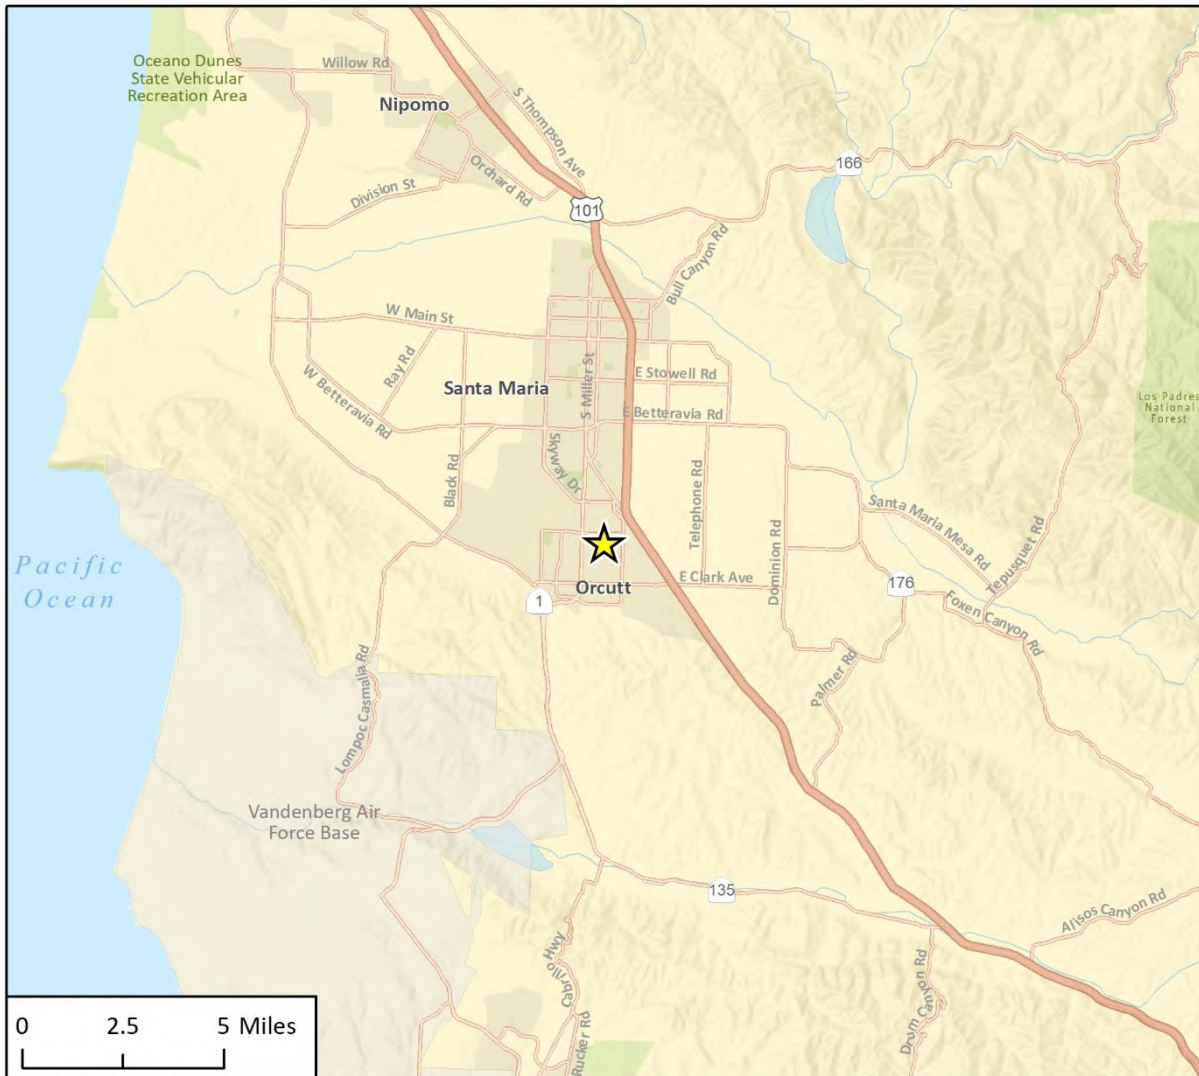 Oceano Dunes
State Vehicular
Recreation Area
Willow Rd
Nipomo
S Thompson Ave
166
Orchard Rd
Division St
101
Bull Canyon Rd
W Main St
Ray Rd
S Miller St
E Stowell Rd
Santa Maria
W Betteravia Rd
E Betteravia Rd
Los Padres
National
Forest
Skyway Dr
Black Rd
Telephone Rd
Santa Maria Mesa Rd
Dominion Rd
Tepusquet Rd
Pacific
Ocean
E Clark Ave
Orcutt
176
1
Foxen Canyon Rd
Palmer Rd
Lompoc Casmalia Rd
Vandenberg Air
Force Base
135
Alisos Canyon Rd
Cabrillo Hwy
Drum Canyon Rd
Rucker Rd
0 2.5 5 Miles